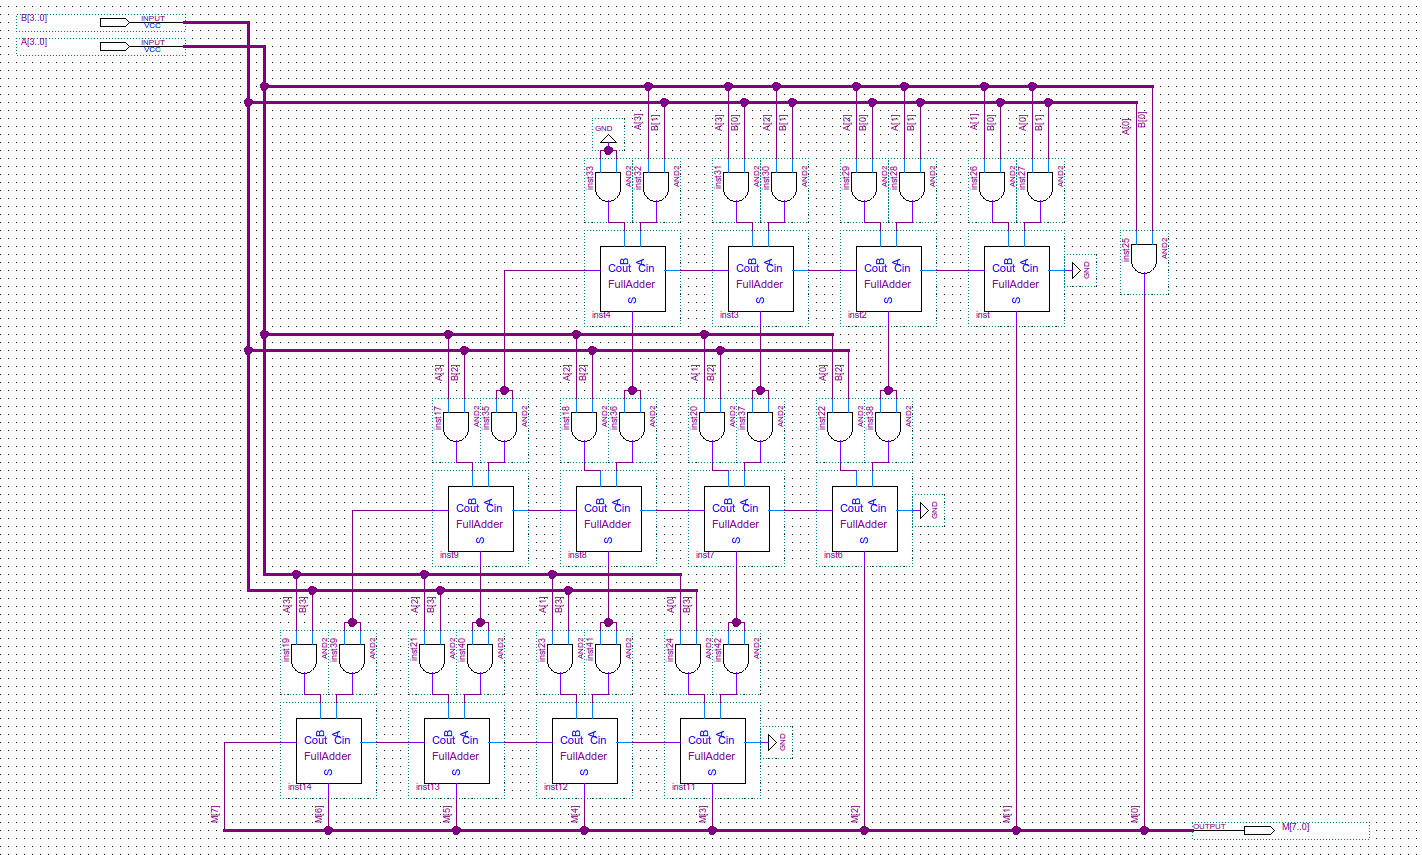 B[3..0] INPUT VCC
A[3..0] INPUT VCC
GND A[3] B[1] A[3] B[0] A[2] B[1] A[2] B[0] A[1] B[1] A[1] B[0] A[0] B[1] A[0] B[0]
inst33 AND2 inst32 AND2 inst31 AND2 inst30 AND2 inst29 AND2 inst28 AND2 inst26 AND2 inst27 AND2
inst25 AND2
B A B A B A B A
Cout Cin Cout Cin Cout Cin Cout Cin GND
FullAdder FullAdder FullAdder FullAdder
S S S S
inst4 inst3 inst2 inst
A[3] B[2] A[2] B[2] A[1] B[2] A[0] B[2]
inst17 AND2 inst35 AND2 inst18 AND2 inst36 AND2 inst20 AND2 inst37 AND2 inst22 AND2 inst38 AND2
B A B A B A B A
Cout Cin Cout Cin Cout Cin Cout Cin GND
FullAdder FullAdder FullAdder FullAdder
S S S S
inst9 inst8 inst7 inst6
A[3] B[3] A[2] B[3] A[1] B[3] A[0] B[3]
inst19 AND2 inst39 AND2 inst21 AND2 inst40 AND2 inst23 AND2 inst41 AND2 inst24 AND2 inst42 AND2
B A B A B A B A
Cout Cin Cout Cin Cout Cin Cout Cin GND
FullAdder FullAdder FullAdder FullAdder
S S S S
inst14 inst13 inst12 inst11
M[7] M[6] M[5] M[4] M[3] M[2] M[1] M[0]
OUTPUT M[7..0]